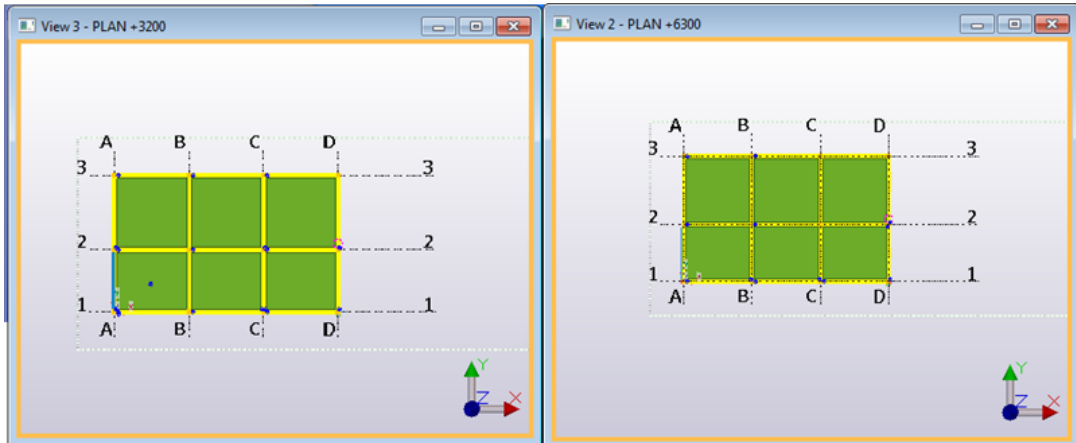 View 3 - PLAN +3200
A B C D
3 3
2 2
1 1
A B C D
Y
Z X
View 2 - PLAN +6300
A B C D
3 3
2 2
1 1
A B C D
Y
Z X